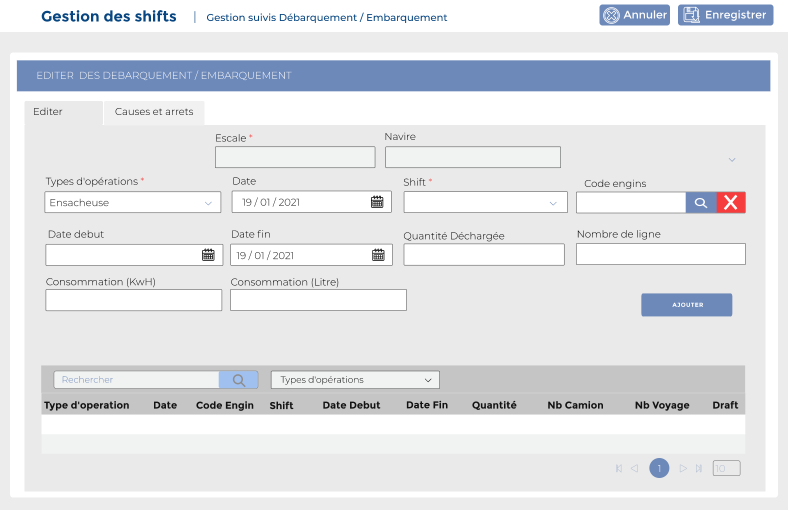 Gestion des shifts | Gestion suivis Débarquement / Embarquement Annuler Enregistrer
EDITER DES DEBARQUEMENT / EMBARQUEMENT
Editer Causes et arrets
Escale * Navire
Types d'opérations * Date Shift * Code engins
Ensacheuse 19 / 01 / 2021
Date debut Date fin Quantité Déchargée Nombre de ligne
19 / 01 / 2021
Consommation (KwH) Consommation (Litre)
AJOUTER
Rechercher Types d'opérations
Type d'operation Date Code Engin Shift Date Debut Date Fin Quantité Nb Camion Nb Voyage Draft
1 10